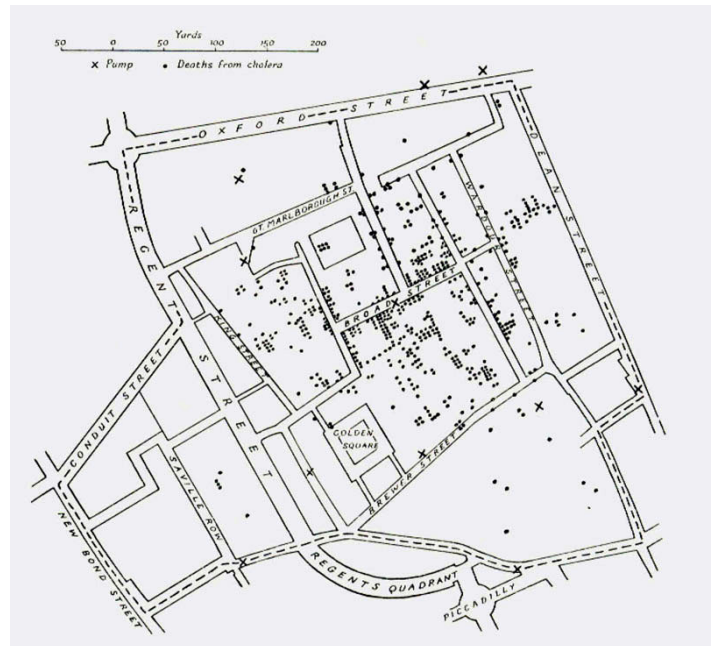 Yards
50 0 50 100 150 200
× Pump • Deaths from cholera
OXFORD STREET
DEAN STREET
REGENT STREET
GT. MARLBOROUGH ST.
WARDOUR STREET
BROAD STREET
KING STREET
CONDUIT STREET
GOLDEN
SQUARE
SAVILLE ROW
BREWER STREET
NEW BOND STREET
REGENTS QUADRANT
PICCADILLY